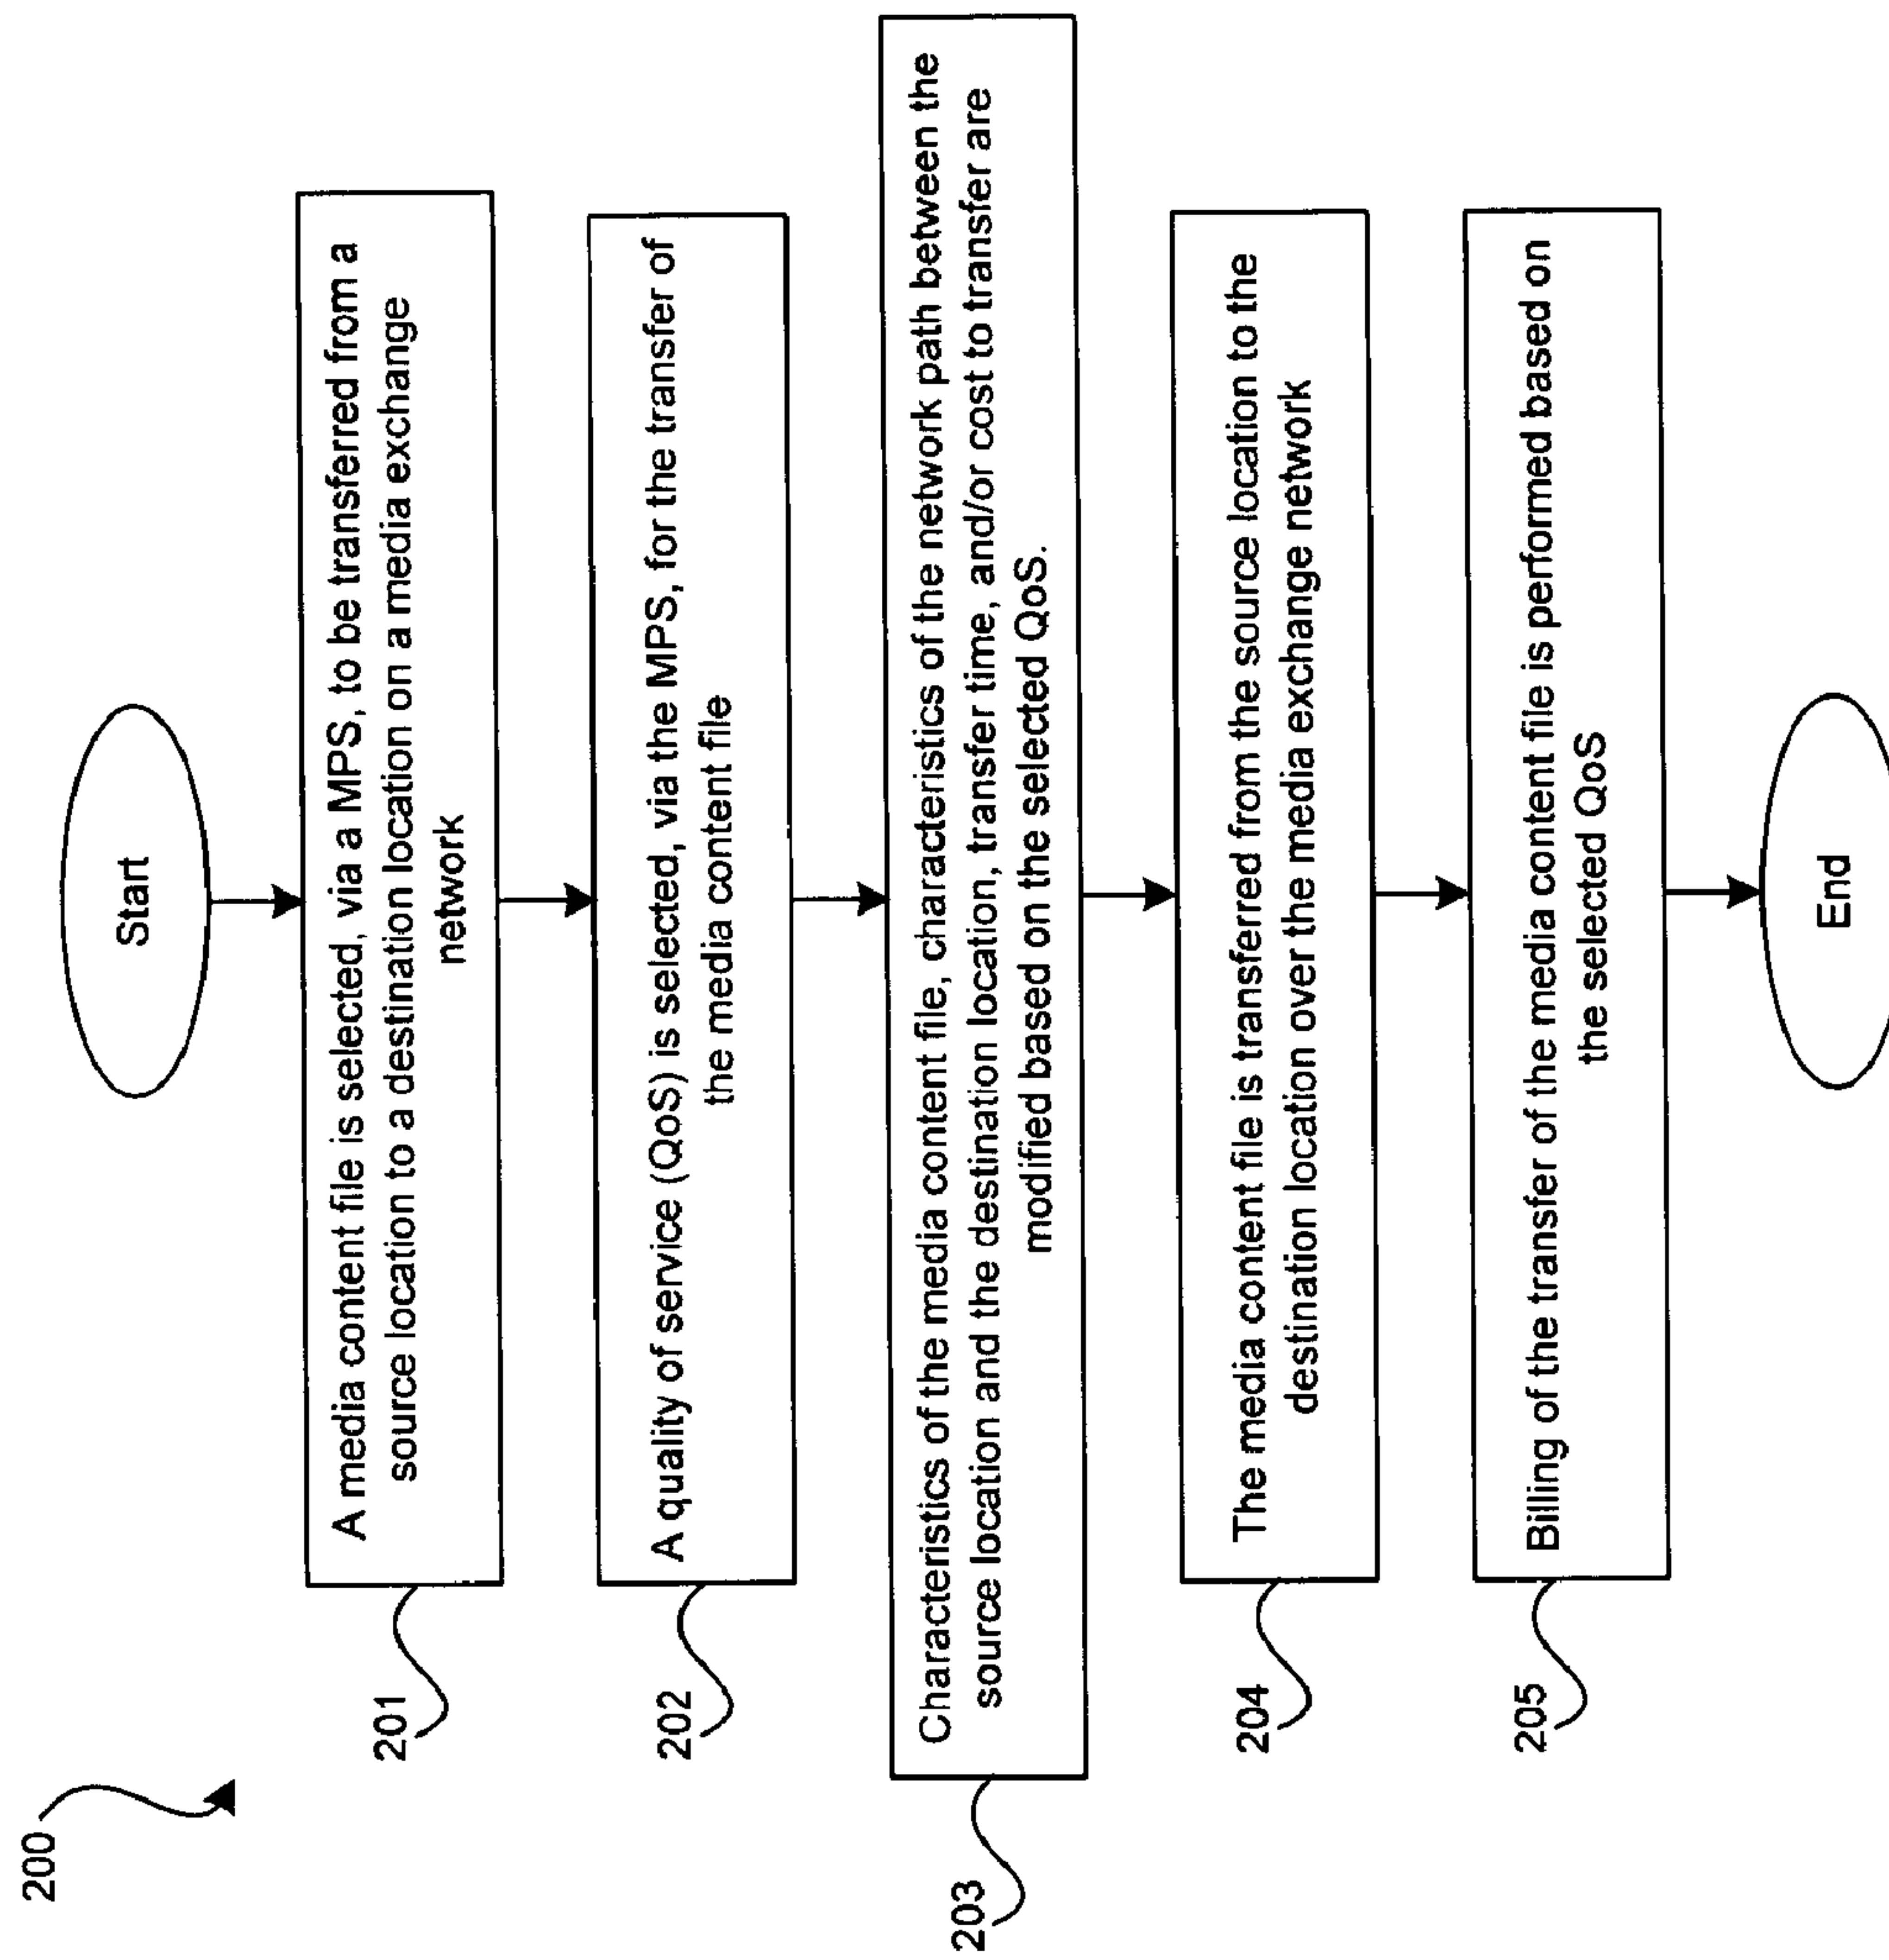 200
Start
201
A media content file is selected, via a MPS, to be transferred from a
source location to a destination location on a media exchange
network
202
A quality of service (QoS) is selected, via the MPS, for the transfer of
the media content file
203
Characteristics of the media content file, characteristics of the network path between the
source location and the destination location, transfer time, and/or cost to transfer are
modified based on the selected QoS.
204
The media content file is transferred from the source location to the
destination location over the media exchange network
205
Billing of the transfer of the media content file is performed based on
the selected QoS
End